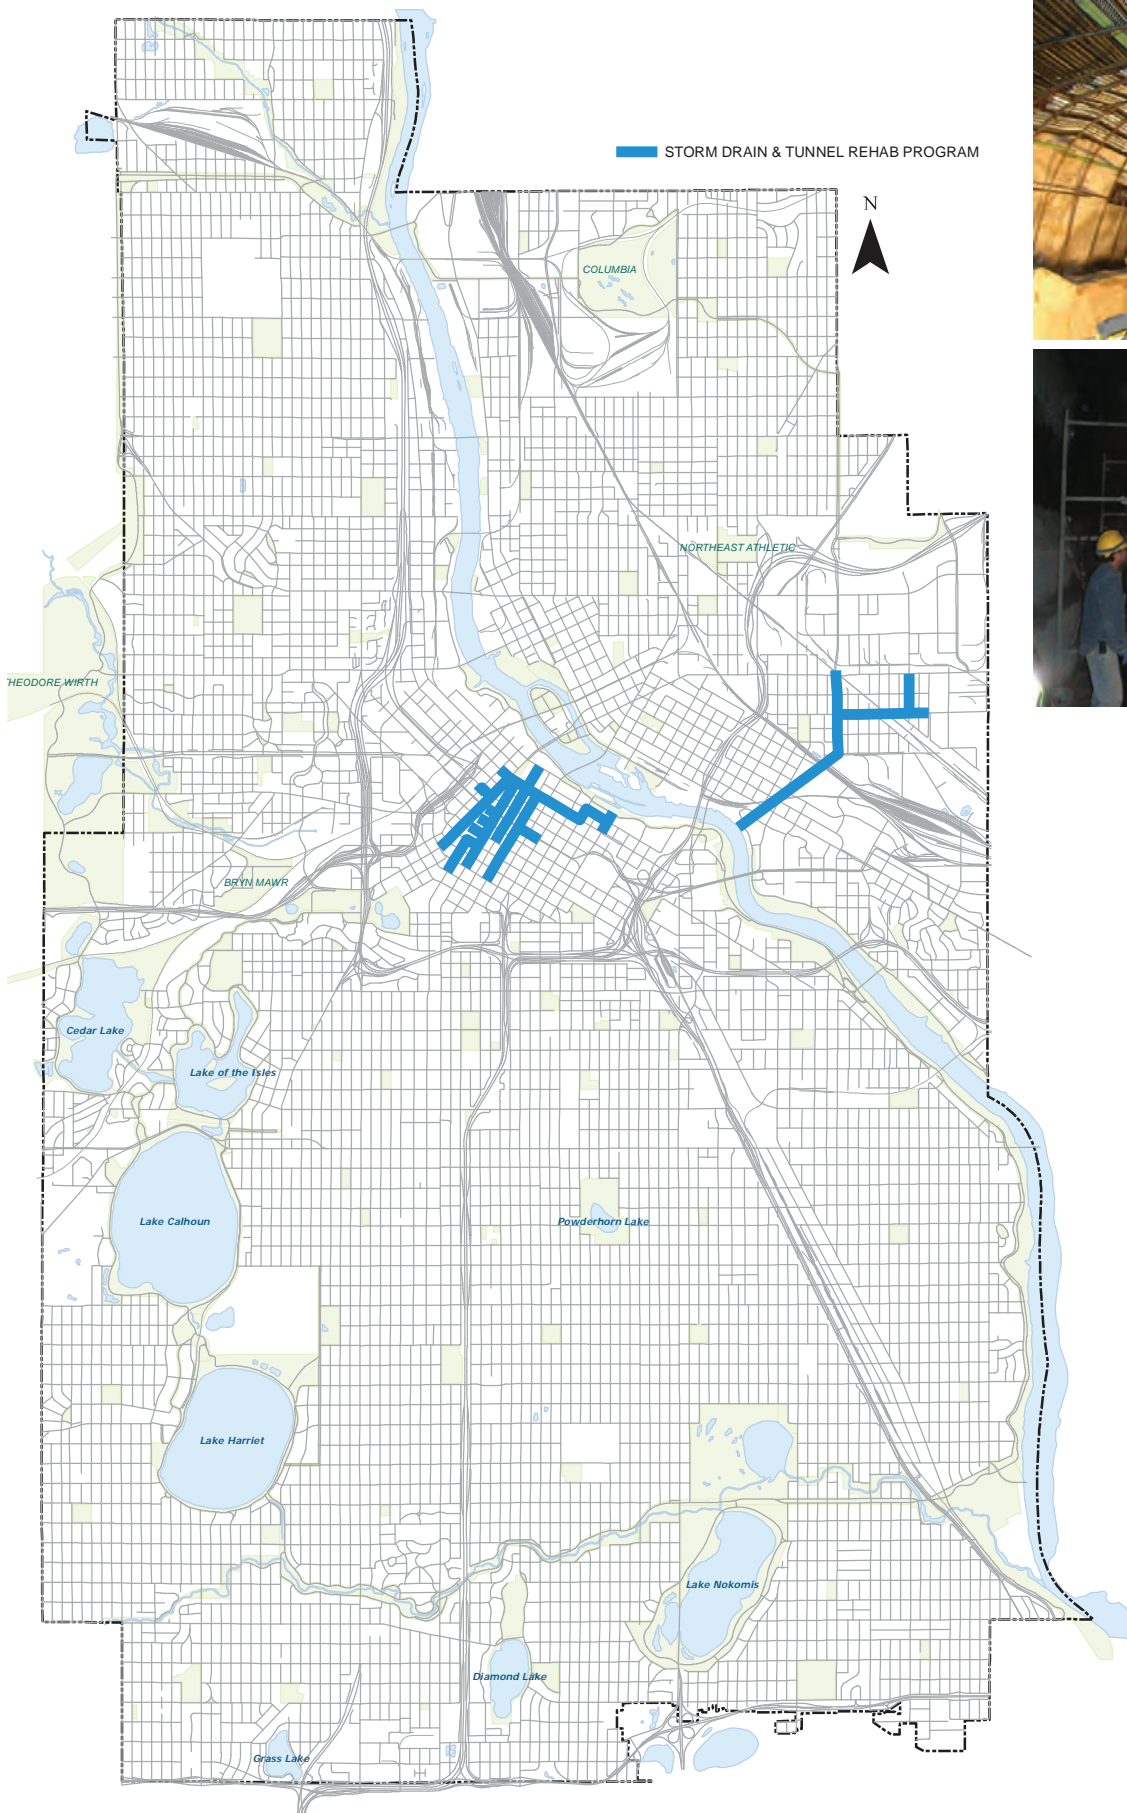 STORM DRAIN & TUNNEL REHAB PROGRAM
N
COLUMBIA
NORTHEAST ATHLETIC
THEODORE WIRTH
BRYN MAWR
Cedar Lake
Lake of the Isles
Lake Calhoun
Powderhorn Lake
Lake Harriet
Lake Nokomis
Diamond Lake
Grass Lake